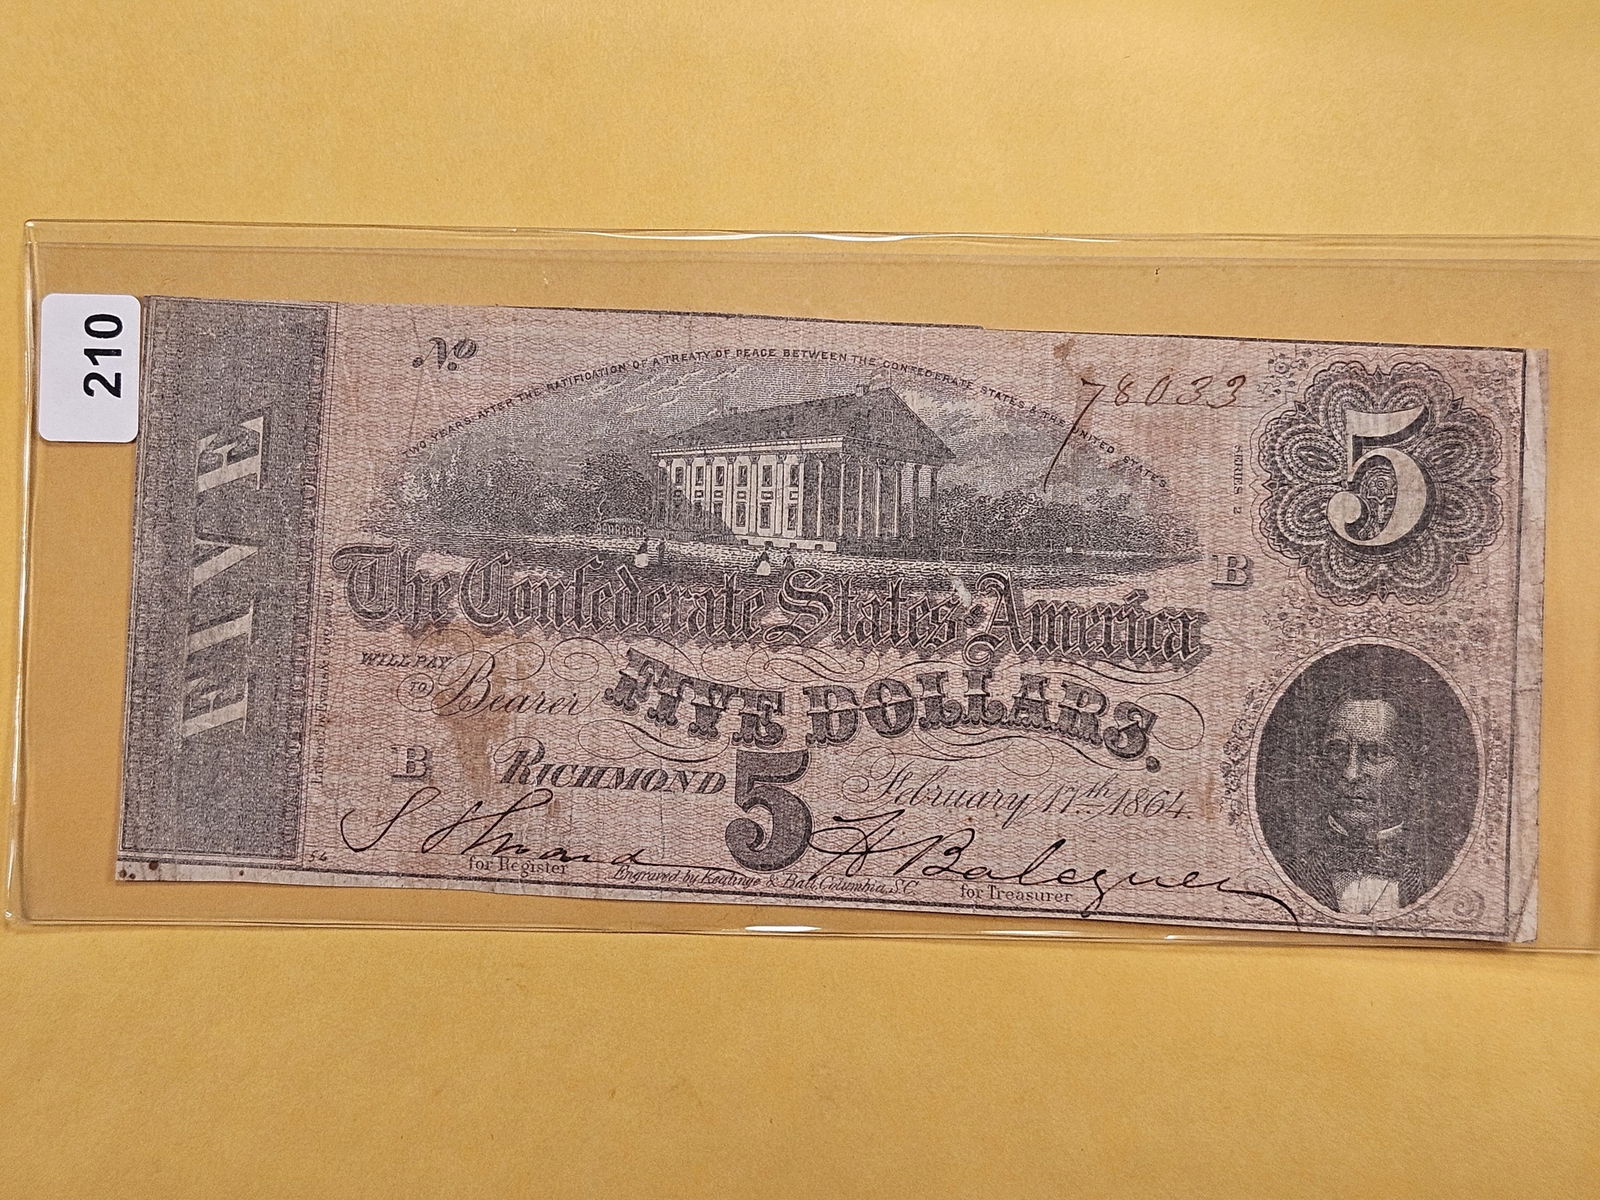 210
FIVE
No
78033
TWO YEARS AFTER THE RATIFICATION OF A TREATY OF PEACE BETWEEN THE CONFEDERATE STATES & THE UNITED STATES
SERIES 2
5
B
The Confederate States of America
WILL PAY
TO Bearer FIVE DOLLARS.
B
RICHMOND 5 February 17th 1864.
for Register
Engraved by Keatinge & Ball, Columbia, S.C.
for Treasurer